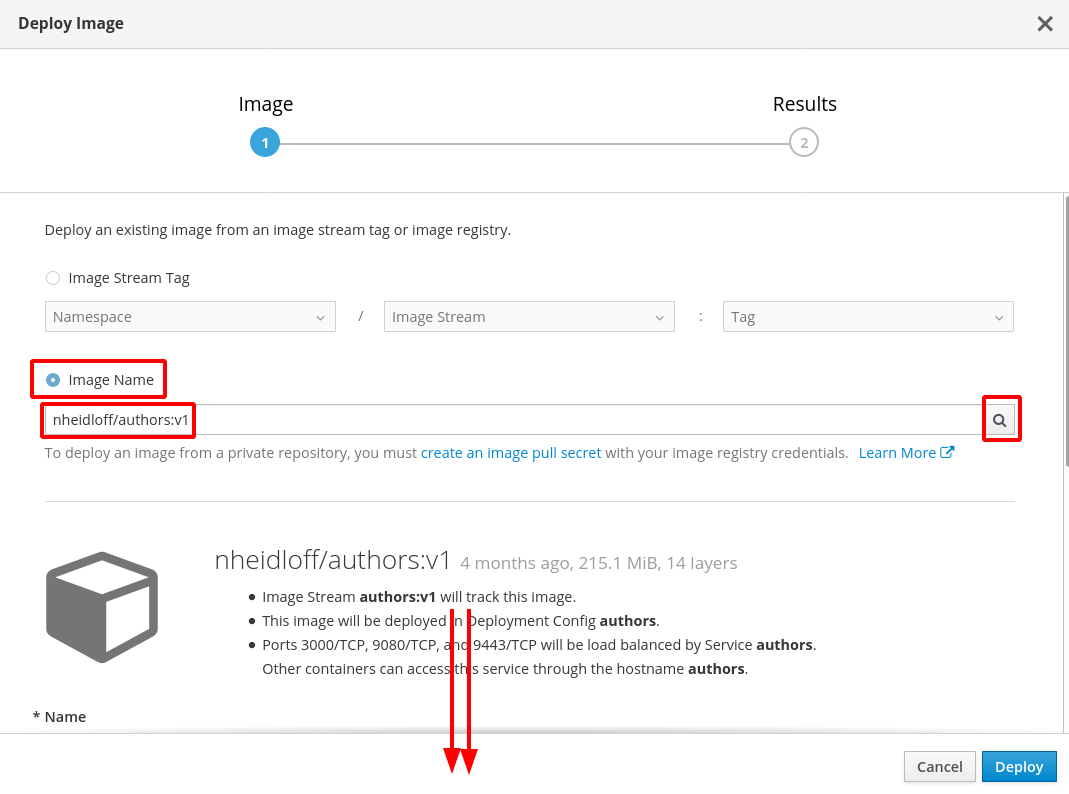 Deploy Image
Image Results
1 2
Deploy an existing image from an image stream tag or image registry.
Image Stream Tag
Namespace / Image Stream : Tag
Image Name
nheidloff/authors:v1
To deploy an image from a private repository, you must create an image pull secret with your image registry credentials. Learn More
nheidloff/authors:v1 4 months ago, 215.1 MiB, 14 layers
Image Stream authors:v1 will track this image.
This image will be deployed in Deployment Config authors.
Ports 3000/TCP, 9080/TCP, and 9443/TCP will be load balanced by Service authors.
Other containers can access this service through the hostname authors.
* Name
Cancel Deploy